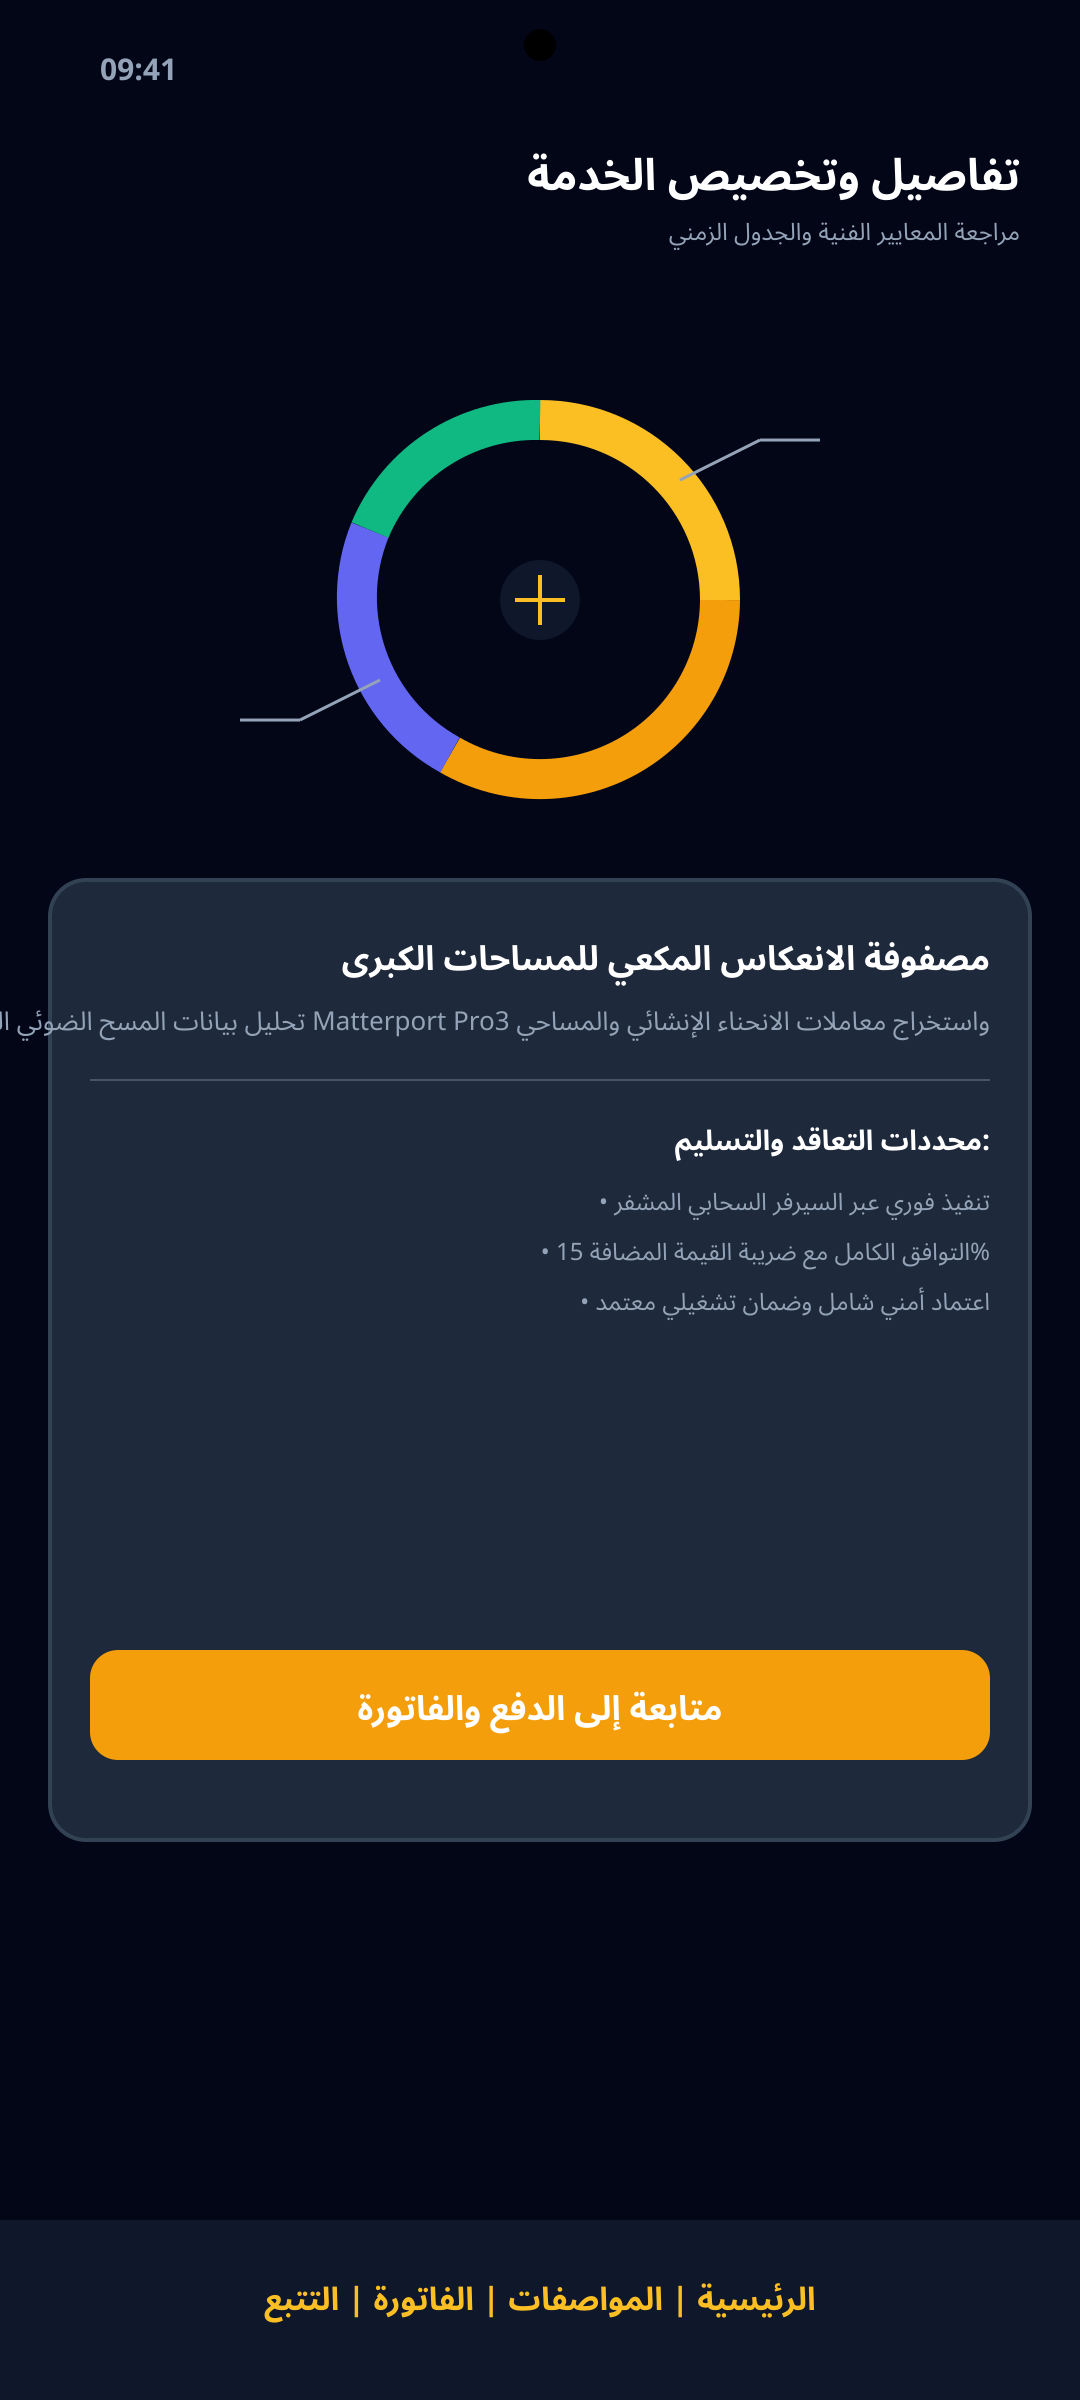 09:41
تفاصيل وتخصيص الخدمة
مراجعة المعايير الفنية والجدول الزمني
مصفوفة الانعكاس المكعي للمساحات الكبرى
واستخراج معاملات الانحناء الإنشائي والمساحي Matterport Pro3 تحليل بيانات المسح الضوئي
محددات التعاقد والتسليم:
تنفيذ فوري عبر السيرفر السحابي المشفر •
%التوافق الكامل مع ضريبة القيمة المضافة 15 •
اعتماد أمني شامل وضمان تشغيلي معتمد •
متابعة إلى الدفع والفاتورة
الرئيسية | المواصفات | الفاتورة | التتبع